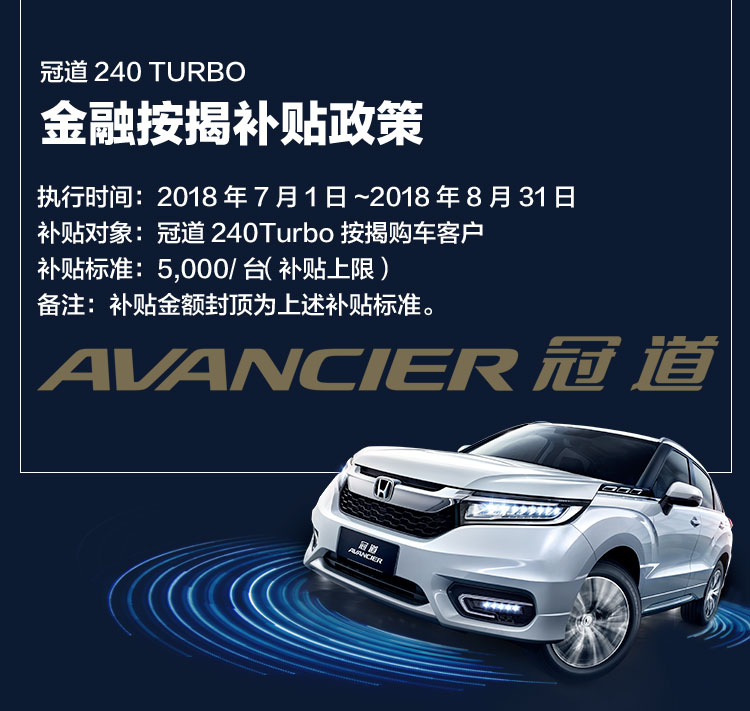 冠道 240 TURBO
金融按揭补贴政策
执行时间：2018 年 7 月 1 日 ~2018 年 8 月 31 日
补贴对象：冠道 240Turbo 按揭购车客户
补贴标准：5,000/ 台( 补贴上限 )
备注：补贴金额封顶为上述补贴标准。
AVANCIER 冠道
冠道
AVANCIER